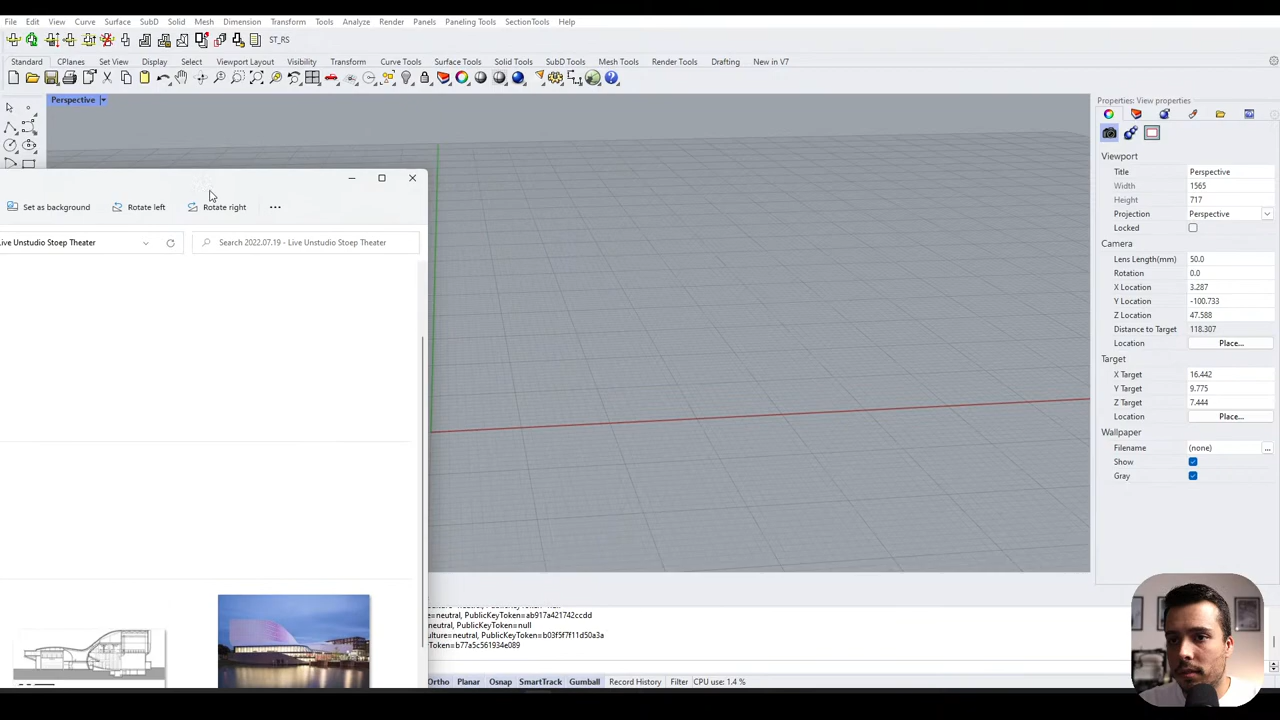 File Edit View Curve Surface SubD Solid Mesh Dimension Transform Tools Analyze Render Panels Paneling Tools SectionTools Help
ST_RS
Standard CPlanes Set View Display Select Viewport Layout Visibility Transform Curve Tools Surface Tools Solid Tools SubD Tools Mesh Tools Render Tools Drafting New in V7
Perspective
Properties: View properties
Viewport
Title Perspective
Width 1565
Height 717
Projection Perspective
Locked
Camera
Lens Length(mm) 50.0
Rotation 0.0
X Location 3.287
Y Location -100.733
Z Location 47.588
Distance to Target 118.307
Location Place...
Target
X Target 16.442
Y Target 9.775
Z Target 7.444
Location Place...
Wallpaper
Filename (none) ...
Show
Gray
Set as background Rotate left Rotate right ...
Live Unstudio Stoep Theater Search 2022.07.19 - Live Unstudio Stoep Theater
e=neutral, PublicKeyToken=ab917a421742ccdd
e=neutral, PublicKeyToken=null
ulture=neutral, PublicKeyToken=b03f5f7f11d50a3a
Token=b77a5c561934e089
Ortho Planar Osnap SmartTrack Gumball Record History Filter CPU use: 1.4 %